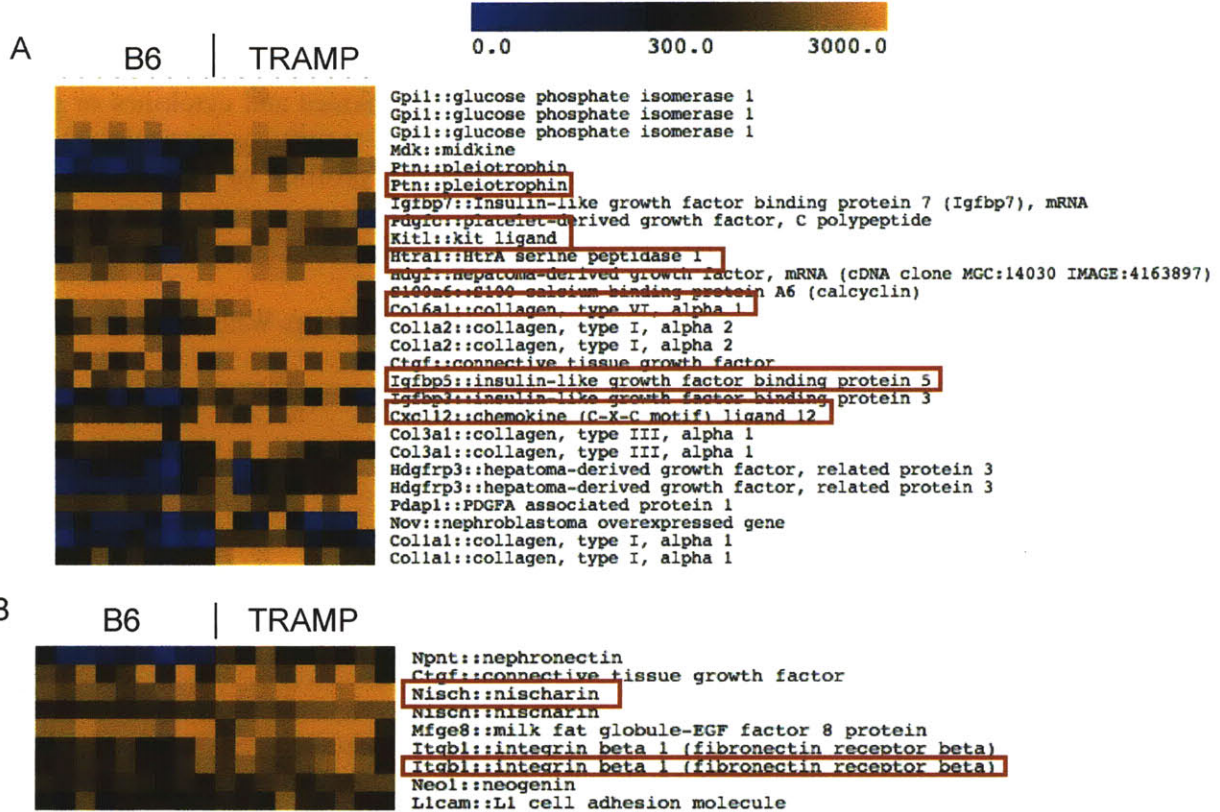 0.0 300.0 3000.0
A
B6 | TRAMP
Gpi1::glucose phosphate isomerase 1
Gpi1::glucose phosphate isomerase 1
Gpi1::glucose phosphate isomerase 1
Mdk::midkine
Ptn::pleiotrophin
Ptn::pleiotrophin
Igfbp7::Insulin-like growth factor binding protein 7 (Igfbp7), mRNA
Pdgfc::platelet-derived growth factor, C polypeptide
Kitl::kit ligand
Htra1::HtrA serine peptidase 1
Hdgf::hepatoma-derived growth factor, mRNA (cDNA clone MGC:14030 IMAGE:4163897)
S100a6::S100 calcium binding protein A6 (calcyclin)
Col6a1::collagen, type VI, alpha 1
Col1a2::collagen, type I, alpha 2
Col1a2::collagen, type I, alpha 2
Ctgf::connective tissue growth factor
Igfbp5::insulin-like growth factor binding protein 5
Igfbp3::insulin-like growth factor binding protein 3
Cxcl12::chemokine (C-X-C motif) ligand 12
Col3a1::collagen, type III, alpha 1
Col3a1::collagen, type III, alpha 1
Hdgfrp3::hepatoma-derived growth factor, related protein 3
Hdgfrp3::hepatoma-derived growth factor, related protein 3
Pdap1::PDGFA associated protein 1
Nov::nephroblastoma overexpressed gene
Col1a1::collagen, type I, alpha 1
Col1a1::collagen, type I, alpha 1
B
B6 | TRAMP
Npnt::nephronectin
Ctgf::connective tissue growth factor
Nisch::nischarin
Nisch::nischarin
Mfge8::milk fat globule-EGF factor 8 protein
Itgb1::integrin beta 1 (fibronectin receptor beta)
Itgb1::integrin beta 1 (fibronectin receptor beta)
Neo1::neogenin
L1cam::L1 cell adhesion molecule